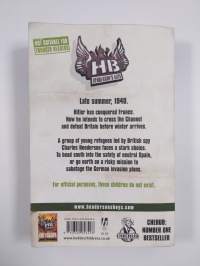 NOT SUITABLE FOR
YOUNGER READERS
HB
HENDERSON'S BOYS
Late summer, 1940.
Hitler has conquered France.
Now he intends to cross the Channel
and defeat Britain before winter arrives.
A group of young refugees led by British spy
Charles Henderson faces a stark choice:
To head south into the safety of neutral Spain,
or go north on a risky mission to
sabotage the German invasion plans.
For official purposes, these children do not exist.
www.hendersonsboys.com
CHERUB:
NUMBER ONE
BESTSELLER